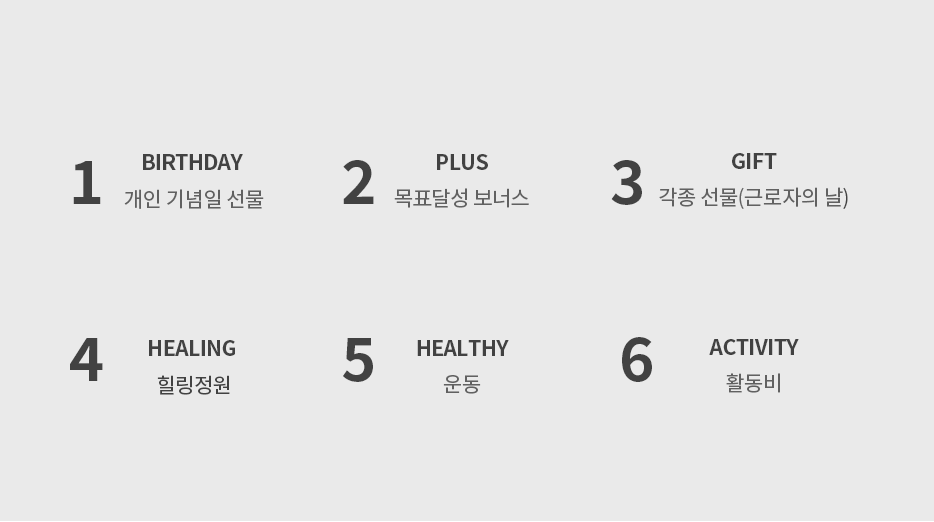 1
BIRTHDAY
개인 기념일 선물
2
PLUS
목표달성 보너스
3
GIFT
각종 선물(근로자의 날)
4
HEALING
힐링정원
5
HEALTHY
운동
6
ACTIVITY
활동비